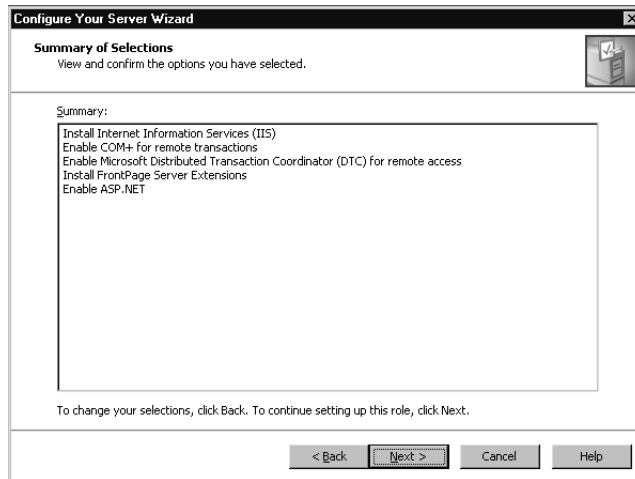 Configure Your Server Wizard
Summary of Selections
View and confirm the options you have selected.
Summary:
Install Internet Information Services (IIS)
Enable COM+ for remote transactions
Enable Microsoft Distributed Transaction Coordinator (DTC) for remote access
Install FrontPage Server Extensions
Enable ASP.NET
To change your selections, click Back. To continue setting up this role, click Next.
< Back Next > Cancel Help